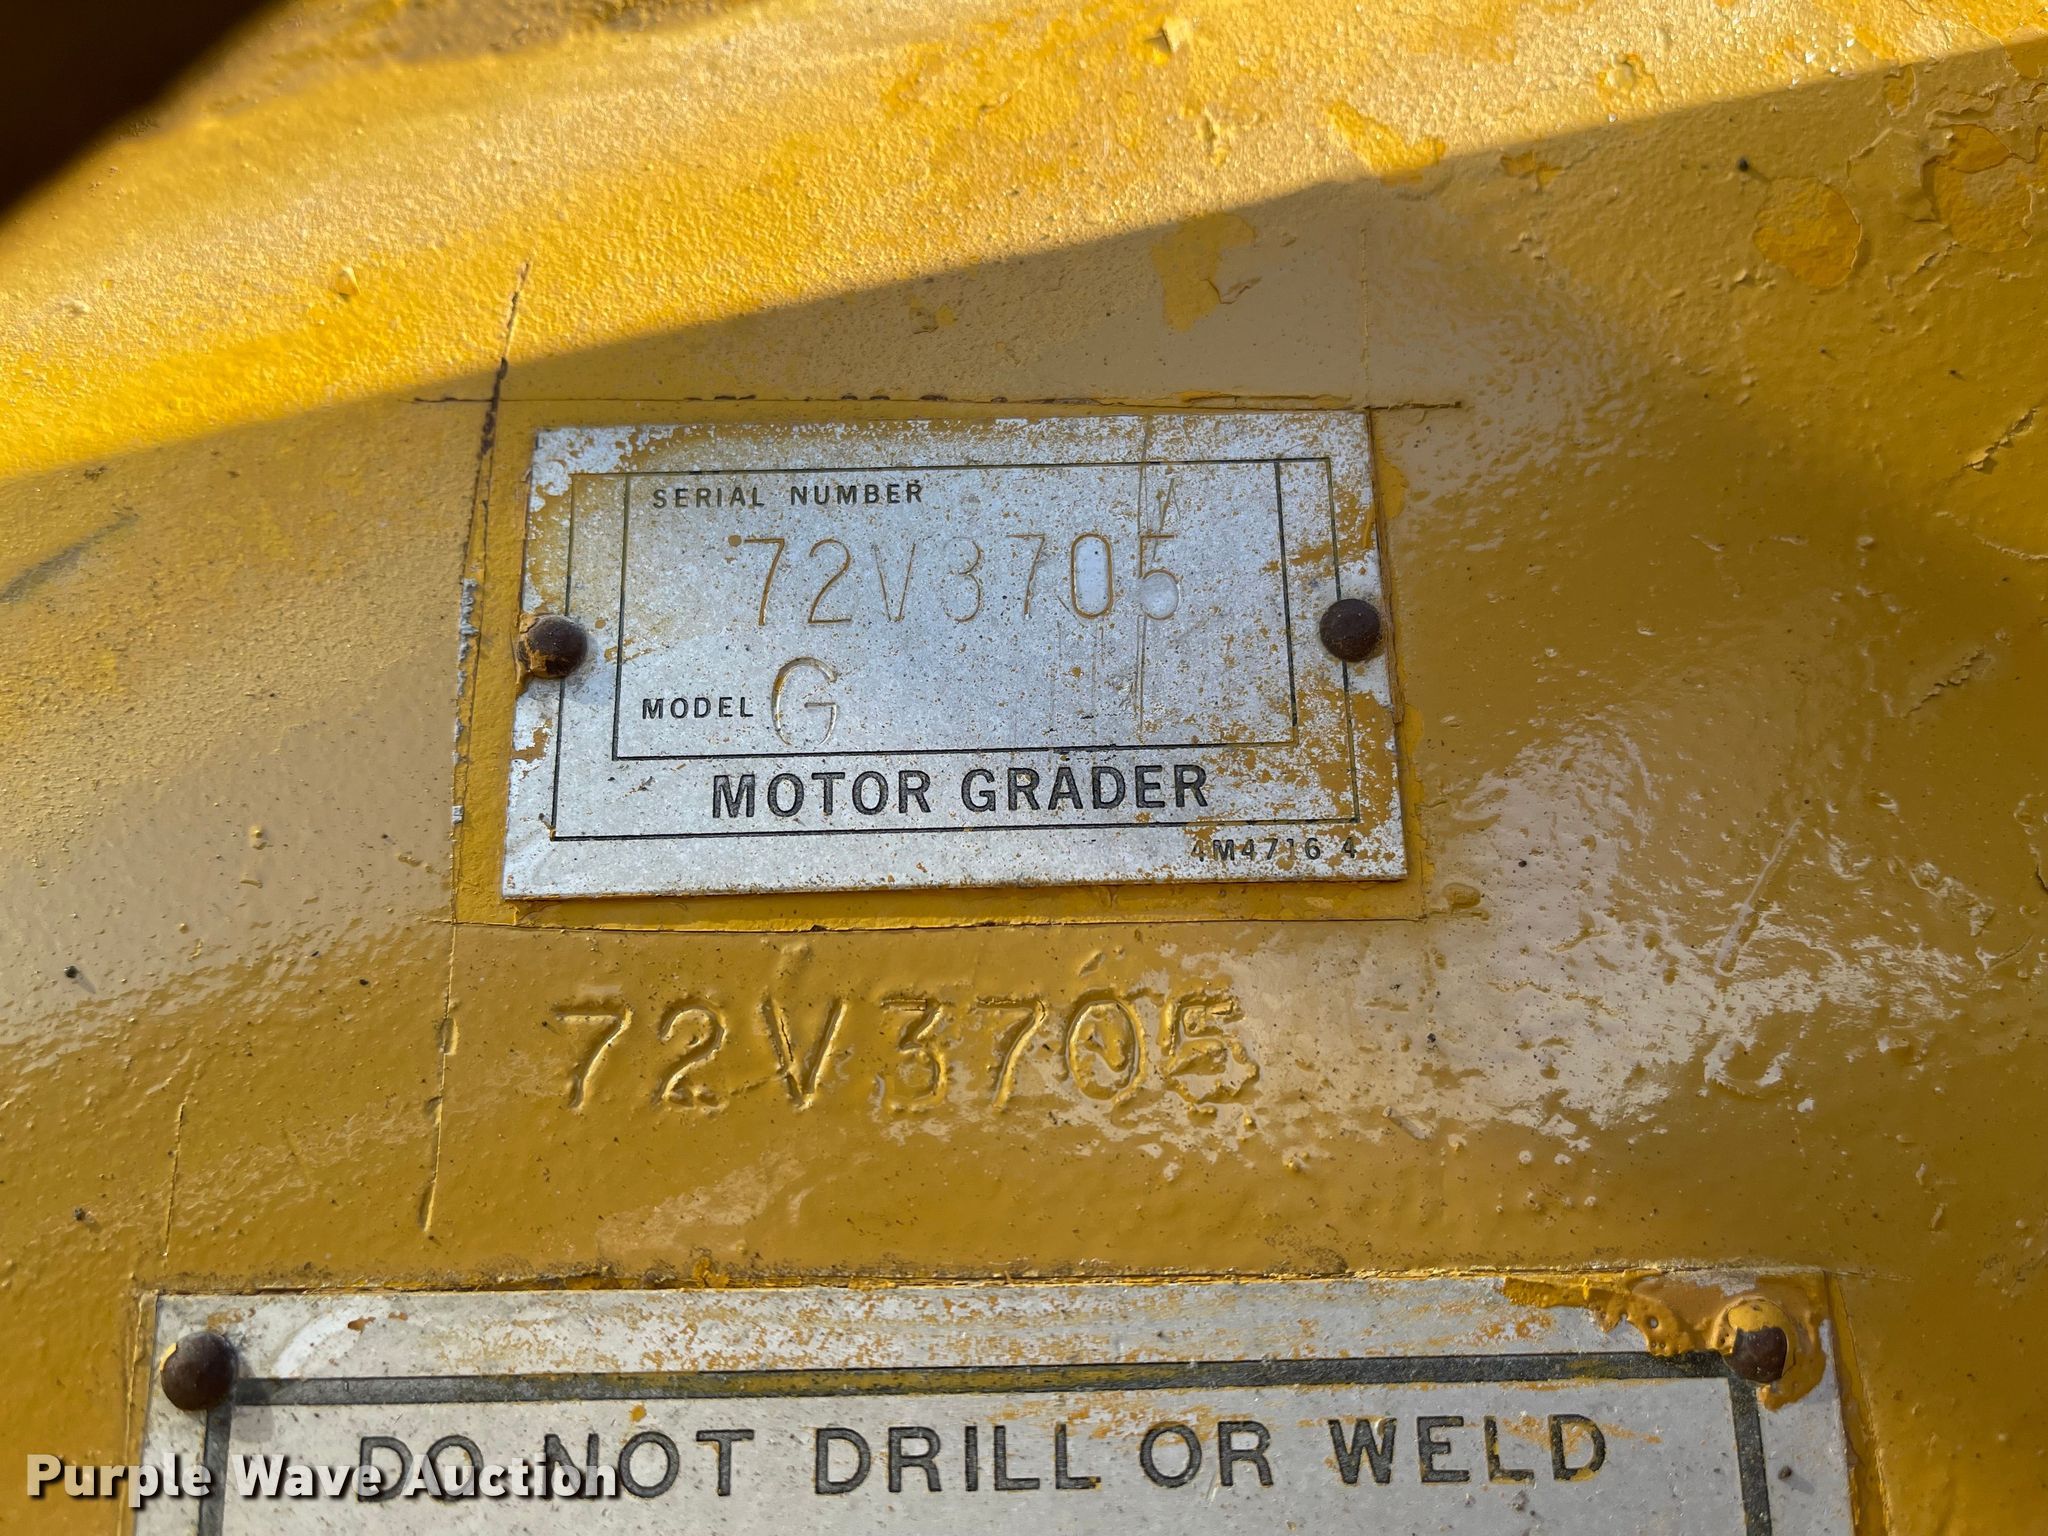 SERIAL NUMBER
72V3705
MODEL G
MOTOR GRADER
4M4716 4
72V3705
DO NOT DRILL OR WELD
Purple Wave Auction